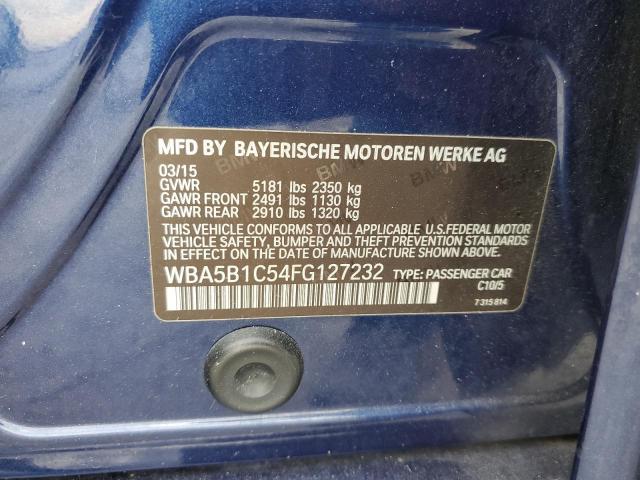 MFD BY BAYERISCHE MOTOREN WERKE AG
03/15
GVWR 5181 lbs 2350 kg
GAWR FRONT 2491 lbs 1130 kg
GAWR REAR 2910 lbs 1320 kg
THIS VEHICLE CONFORMS TO ALL APPLICABLE U.S.FEDERAL MOTOR
VEHICLE SAFETY, BUMPER AND THEFT PREVENTION STANDARDS IN
EFFECT ON THE DATE OF MANUFACTURE SHOWN ABOVE.
WBA5B1C54FG127232 TYPE: PASSENGER CAR
C10/5
7 315 814